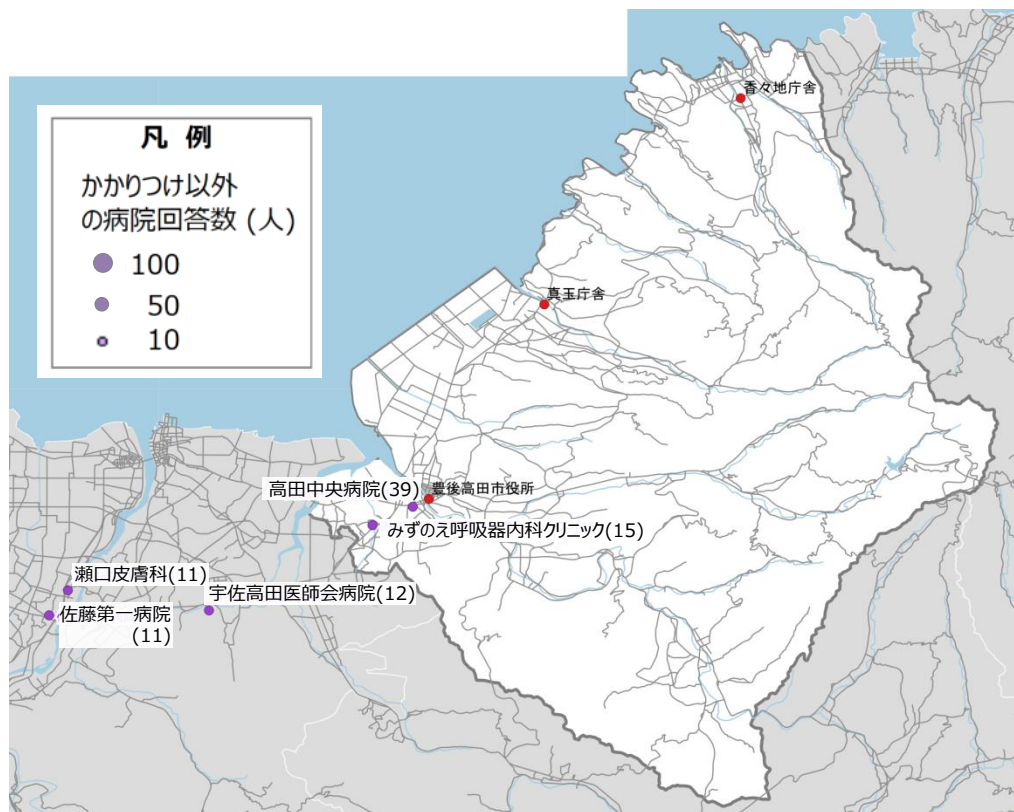 凡 例
かかりつけ以外
の病院回答数 (人)
100
50
10
香々地庁舎
真玉庁舎
高田中央病院(39)
豊後高田市役所
みずのえ呼吸器内科クリニック(15)
瀬口皮膚科(11)
宇佐高田医師会病院(12)
佐藤第一病院
(11)